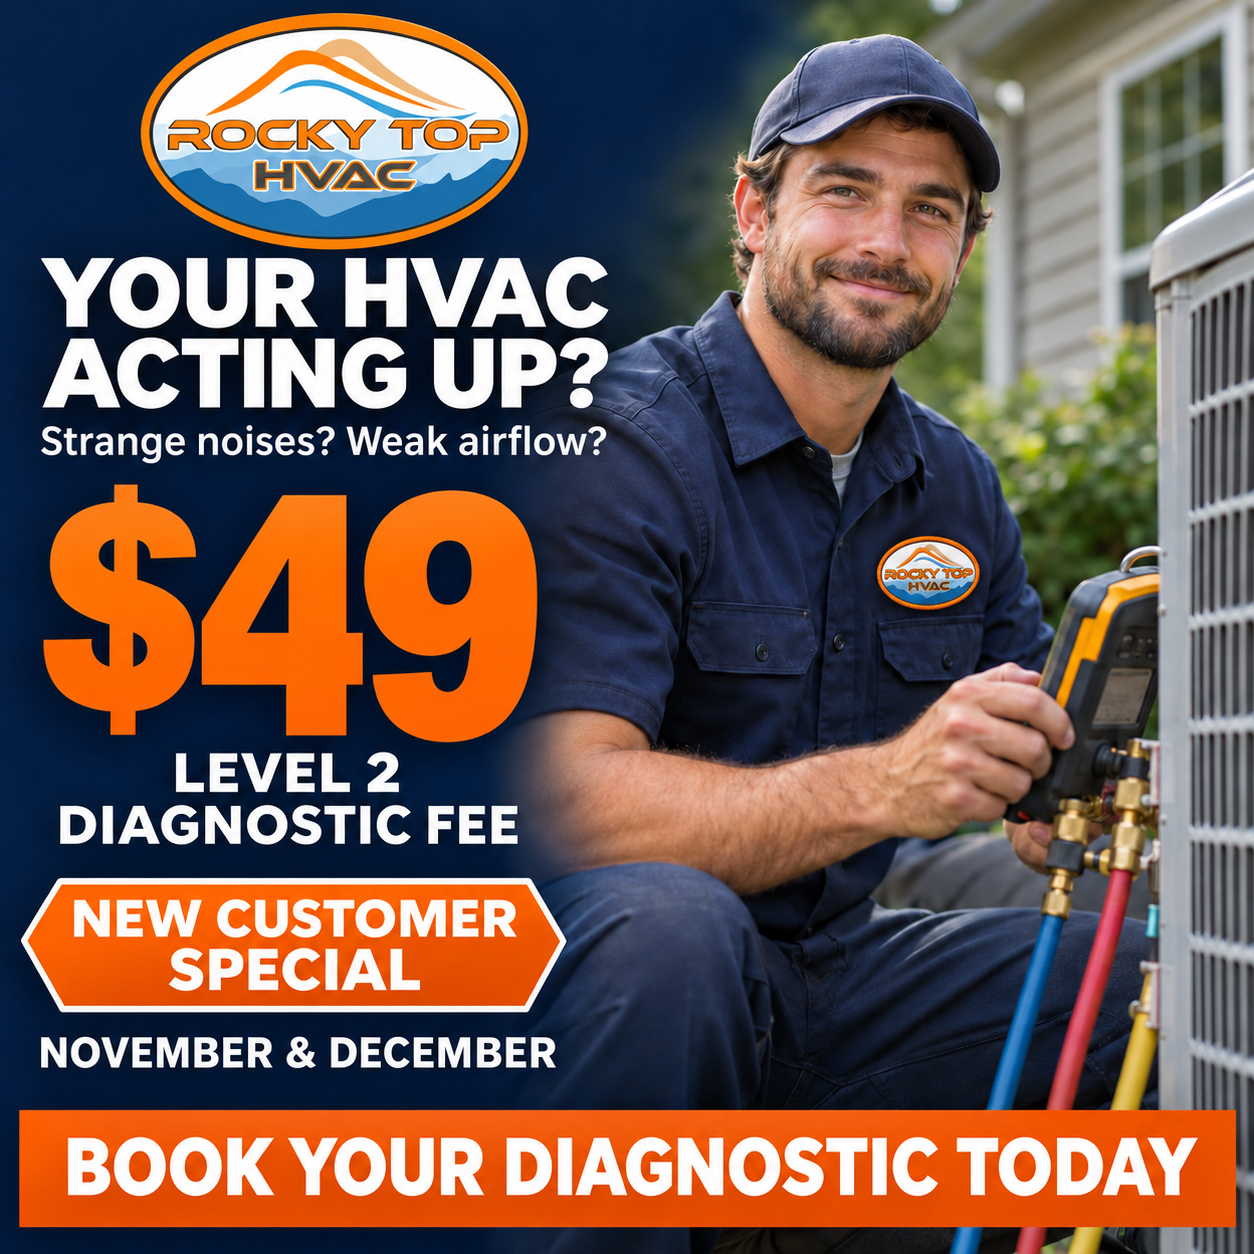 ROCKY TOP
HVAC
YOUR HVAC
ACTING UP?
Strange noises? Weak airflow?
$49
LEVEL 2
DIAGNOSTIC FEE
NEW CUSTOMER
SPECIAL
NOVEMBER & DECEMBER
BOOK YOUR DIAGNOSTIC TODAY
ROCKY TOP
HVAC